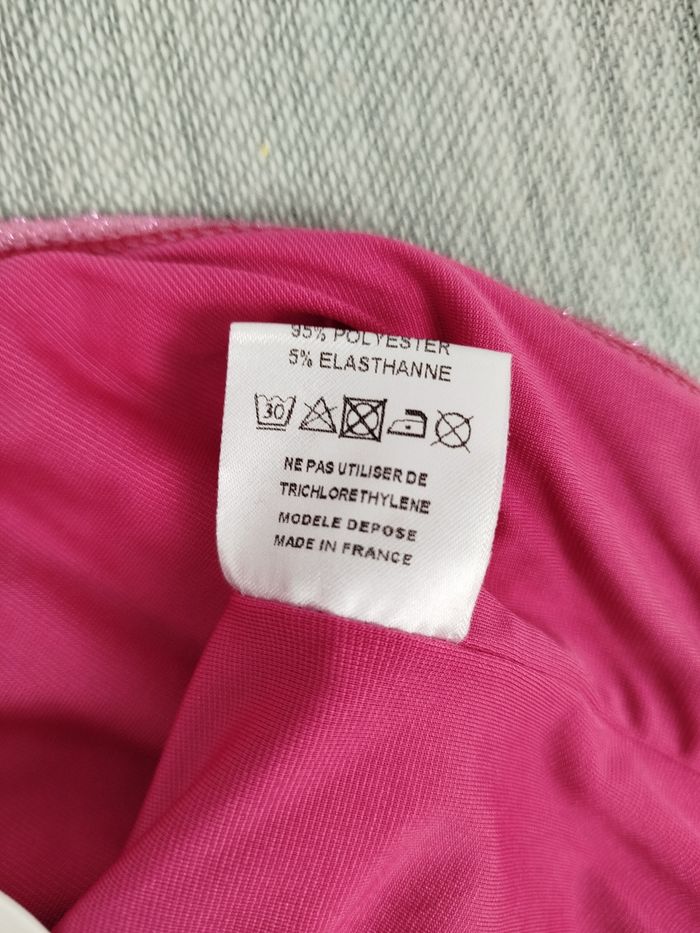 95% POLYESTER
5% ELASTHANNE
30
NE PAS UTILISER DE
TRICHLORETHYLENE
MODELE DEPOSE
MADE IN FRANCE